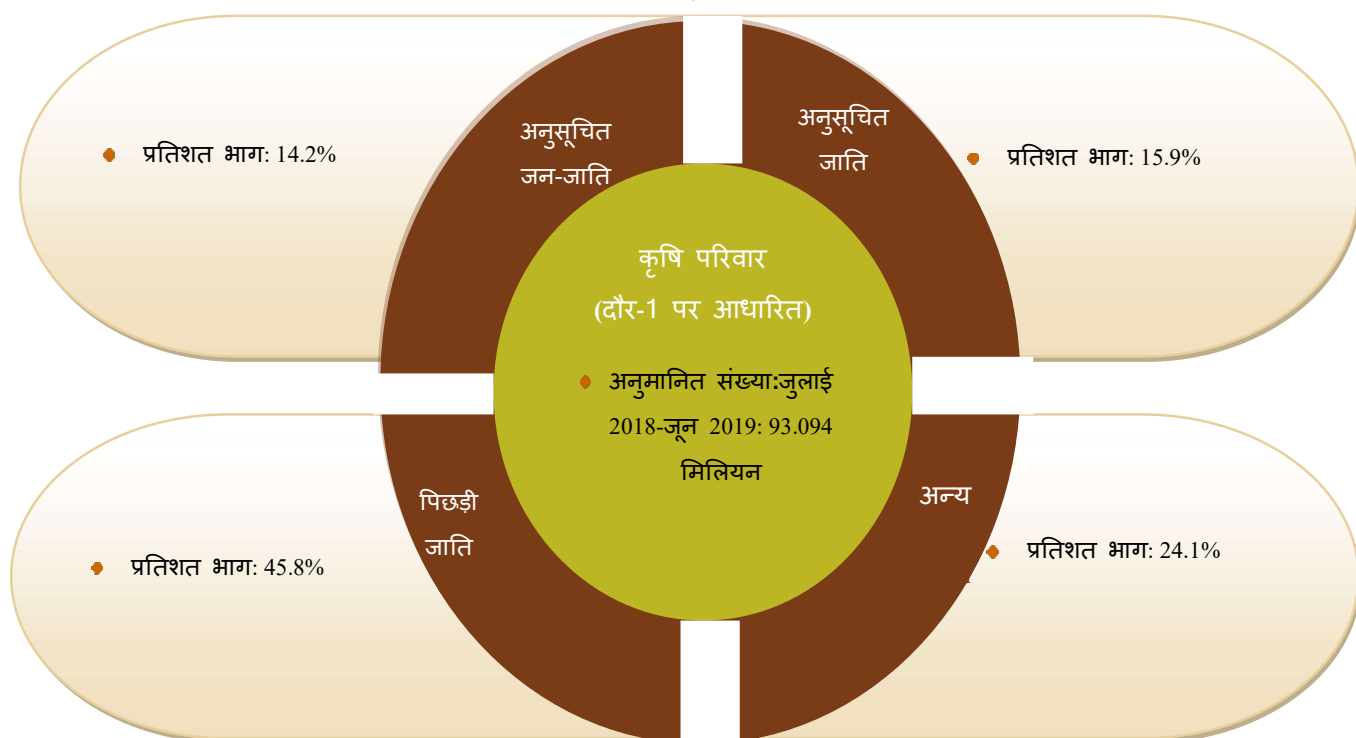 अनुसूचित
जन-जाति
प्रतिशत भाग: 14.2%
अनुसूचित
जाति
प्रतिशत भाग: 15.9%
कृषि परिवार
(दौर-1 पर आधारित)
अनुमानित संख्या:जुलाई
2018-जून 2019: 93.094
मिलियन
पिछड़ी
जाति
प्रतिशत भाग: 45.8%
अन्य
प्रतिशत भाग: 24.1%